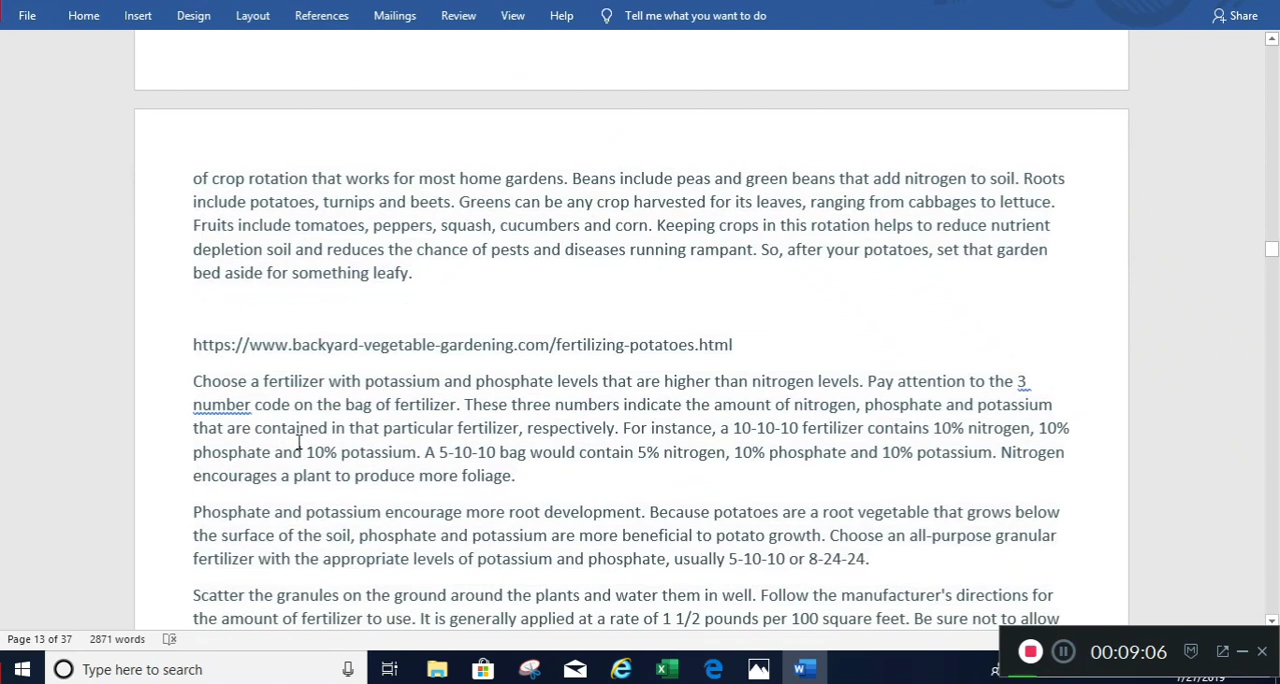 File Home Insert Design Layout References Mailings Review View Help Tell me what you want to do Share
of crop rotation that works for most home gardens. Beans include peas and green beans that add nitrogen to soil. Roots
include potatoes, turnips and beets. Greens can be any crop harvested for its leaves, ranging from cabbages to lettuce.
Fruits include tomatoes, peppers, squash, cucumbers and corn. Keeping crops in this rotation helps to reduce nutrient
depletion soil and reduces the chance of pests and diseases running rampant. So, after your potatoes, set that garden
bed aside for something leafy.
https://www.backyard-vegetable-gardening.com/fertilizing-potatoes.html
Choose a fertilizer with potassium and phosphate levels that are higher than nitrogen levels. Pay attention to the 3
number code on the bag of fertilizer. These three numbers indicate the amount of nitrogen, phosphate and potassium
that are contained in that particular fertilizer, respectively. For instance, a 10-10-10 fertilizer contains 10% nitrogen, 10%
phosphate and 10% potassium. A 5-10-10 bag would contain 5% nitrogen, 10% phosphate and 10% potassium. Nitrogen
encourages a plant to produce more foliage.
Phosphate and potassium encourage more root development. Because potatoes are a root vegetable that grows below
the surface of the soil, phosphate and potassium are more beneficial to potato growth. Choose an all-purpose granular
fertilizer with the appropriate levels of potassium and phosphate, usually 5-10-10 or 8-24-24.
Scatter the granules on the ground around the plants and water them in well. Follow the manufacturer's directions for
the amount of fertilizer to use. It is generally applied at a rate of 1 1/2 pounds per 100 square feet. Be sure not to allow
Page 13 of 37 2871 words
00:09:06
Type here to search
7/27/2019